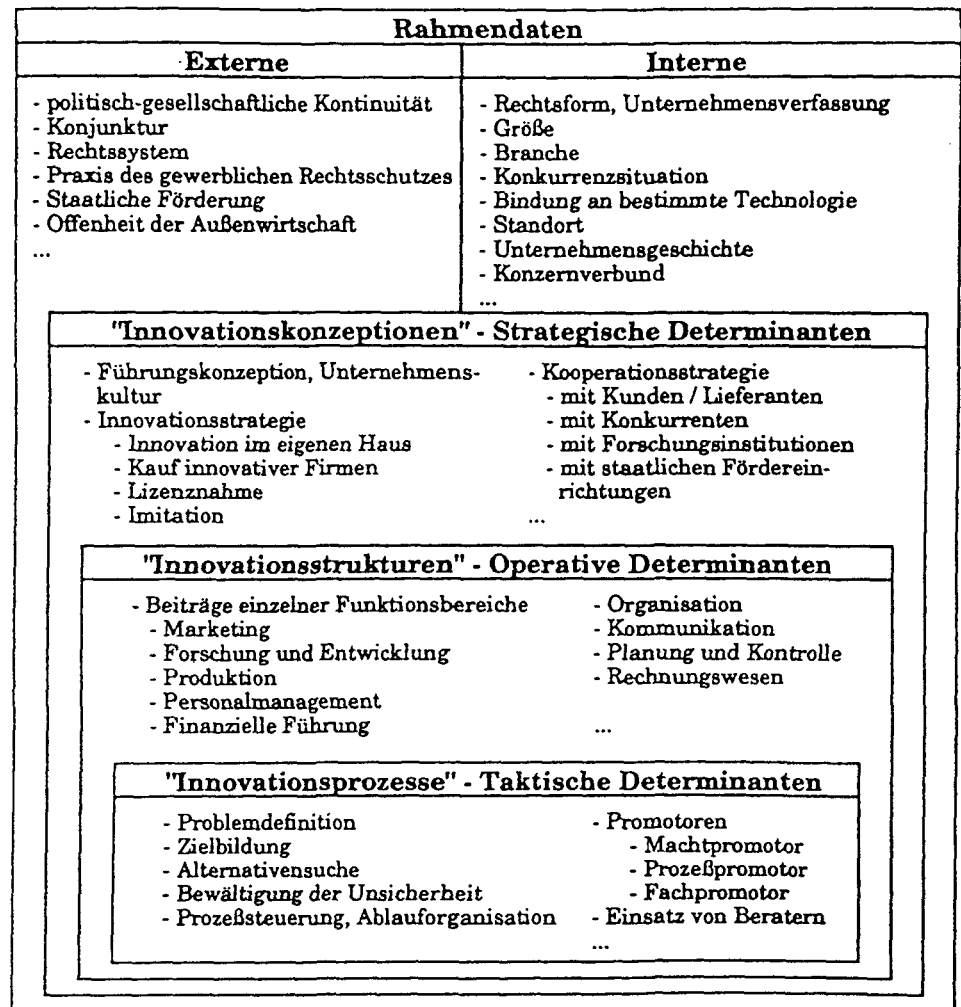 Rahmendaten
Externe
- politisch-gesellschaftliche Kontinuität
- Konjunktur
- Rechtssystem
- Praxis des gewerblichen Rechtsschutzes
- Staatliche Förderung
- Offenheit der Außenwirtschaft
...
Interne
- Rechtsform, Unternehmensverfassung
- Größe
- Branche
- Konkurrenzsituation
- Bindung an bestimmte Technologie
- Standort
- Unternehmensgeschichte
- Konzernverbund
...
"Innovationskonzeptionen" - Strategische Determinanten
- Führungskonzeption, Unternehmens-
kultur
- Innovationsstrategie
- Innovation im eigenen Haus
- Kauf innovativer Firmen
- Lizenznahme
- Imitation
- Kooperationsstrategie
- mit Kunden / Lieferanten
- mit Konkurrenten
- mit Forschungsinstitutionen
- mit staatlichen Förderein-
richtungen
...
"Innovationsstrukturen" - Operative Determinanten
- Beiträge einzelner Funktionsbereiche
- Marketing
- Forschung und Entwicklung
- Produktion
- Personalmanagement
- Finanzielle Führung
- Organisation
- Kommunikation
- Planung und Kontrolle
- Rechnungswesen
...
"Innovationsprozesse" - Taktische Determinanten
- Problemdefinition
- Zielbildung
- Alternativensuche
- Bewältigung der Unsicherheit
- Prozeßsteuerung, Ablauforganisation
- Promotoren
- Machtpromotor
- Prozeßpromotor
- Fachpromotor
- Einsatz von Beratern
...